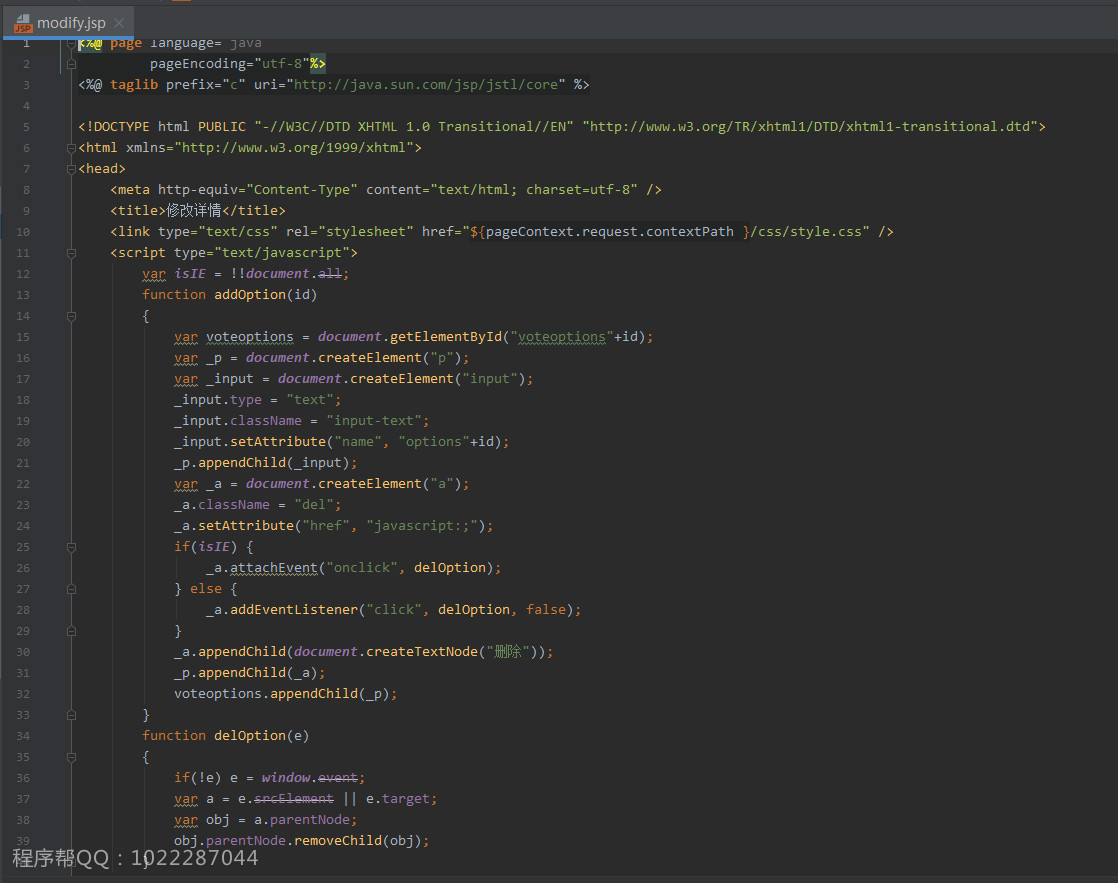 modify.jsp
1 <%@ page language= java
2 pageEncoding="utf-8"%>
3 <%@ taglib prefix="c" uri="http://java.sun.com/jsp/jstl/core" %>
4
5 <!DOCTYPE html PUBLIC "-//W3C//DTD XHTML 1.0 Transitional//EN" "http://www.w3.org/TR/xhtml1/DTD/xhtml1-transitional.dtd">
6 <html xmlns="http://www.w3.org/1999/xhtml">
7 <head>
8 <meta http-equiv="Content-Type" content="text/html; charset=utf-8" />
9 <title>修改详情</title>
10 <link type="text/css" rel="stylesheet" href="${pageContext.request.contextPath }/css/style.css" />
11 <script type="text/javascript">
12 var isIE = !!document.all;
13 function addOption(id)
14 {
15 var voteoptions = document.getElementById("voteoptions"+id);
16 var _p = document.createElement("p");
17 var _input = document.createElement("input");
18 _input.type = "text";
19 _input.className = "input-text";
20 _input.setAttribute("name", "options"+id);
21 _p.appendChild(_input);
22 var _a = document.createElement("a");
23 _a.className = "del";
24 _a.setAttribute("href", "javascript:;");
25 if(isIE) {
26 _a.attachEvent("onclick", delOption);
27 } else {
28 _a.addEventListener("click", delOption, false);
29 }
30 _a.appendChild(document.createTextNode("删除"));
31 _p.appendChild(_a);
32 voteoptions.appendChild(_p);
33 }
34 function delOption(e)
35 {
36 if(!e) e = window.event;
37 var a = e.srcElement || e.target;
38 var obj = a.parentNode;
39 obj.parentNode.removeChild(obj);
}
程序帮QQ：1022287044